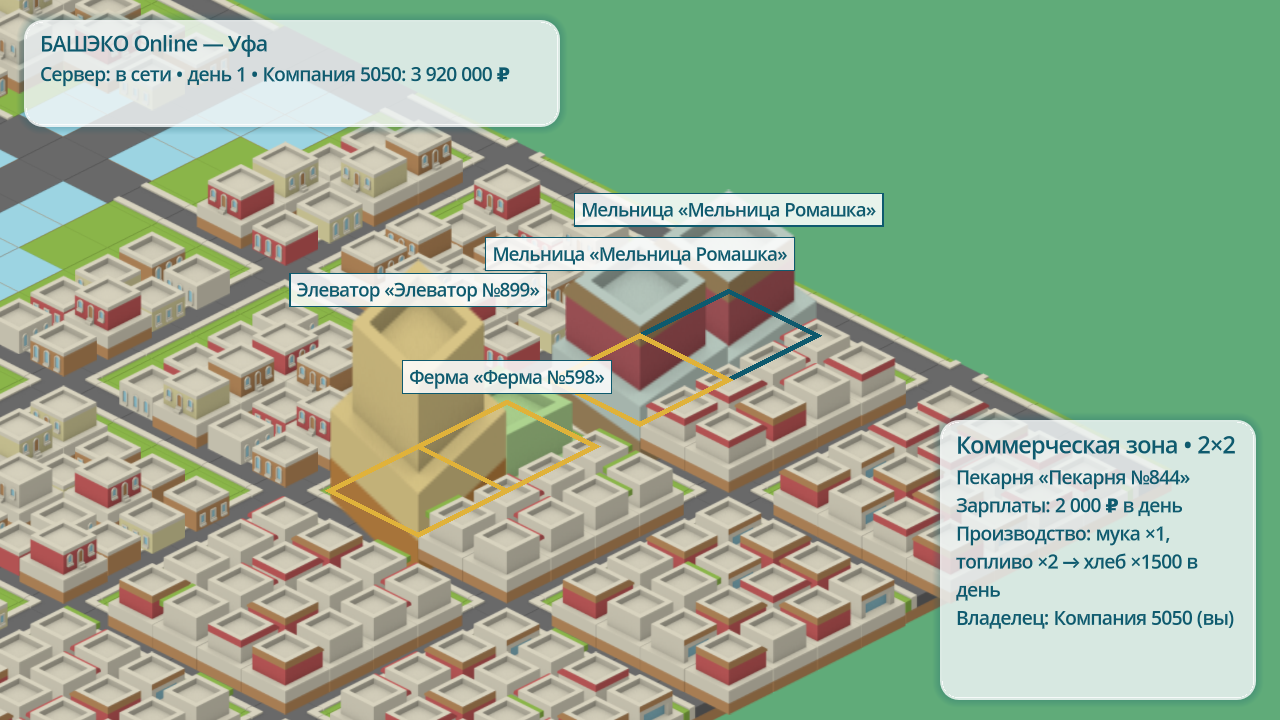 БАШЭКО Online — Уфа
Сервер: в сети • день 1 • Компания 5050: 3 920 000 ₽
Мельница «Мельница Ромашка»
Мельница «Мельница Ромашка»
Элеватор «Элеватор №899»
Ферма «Ферма №598»
Коммерческая зона • 2×2
Пекарня «Пекарня №844»
Зарплаты: 2 000 ₽ в день
Производство: мука ×1,
топливо ×2 → хлеб ×1500 в
день
Владелец: Компания 5050 (вы)